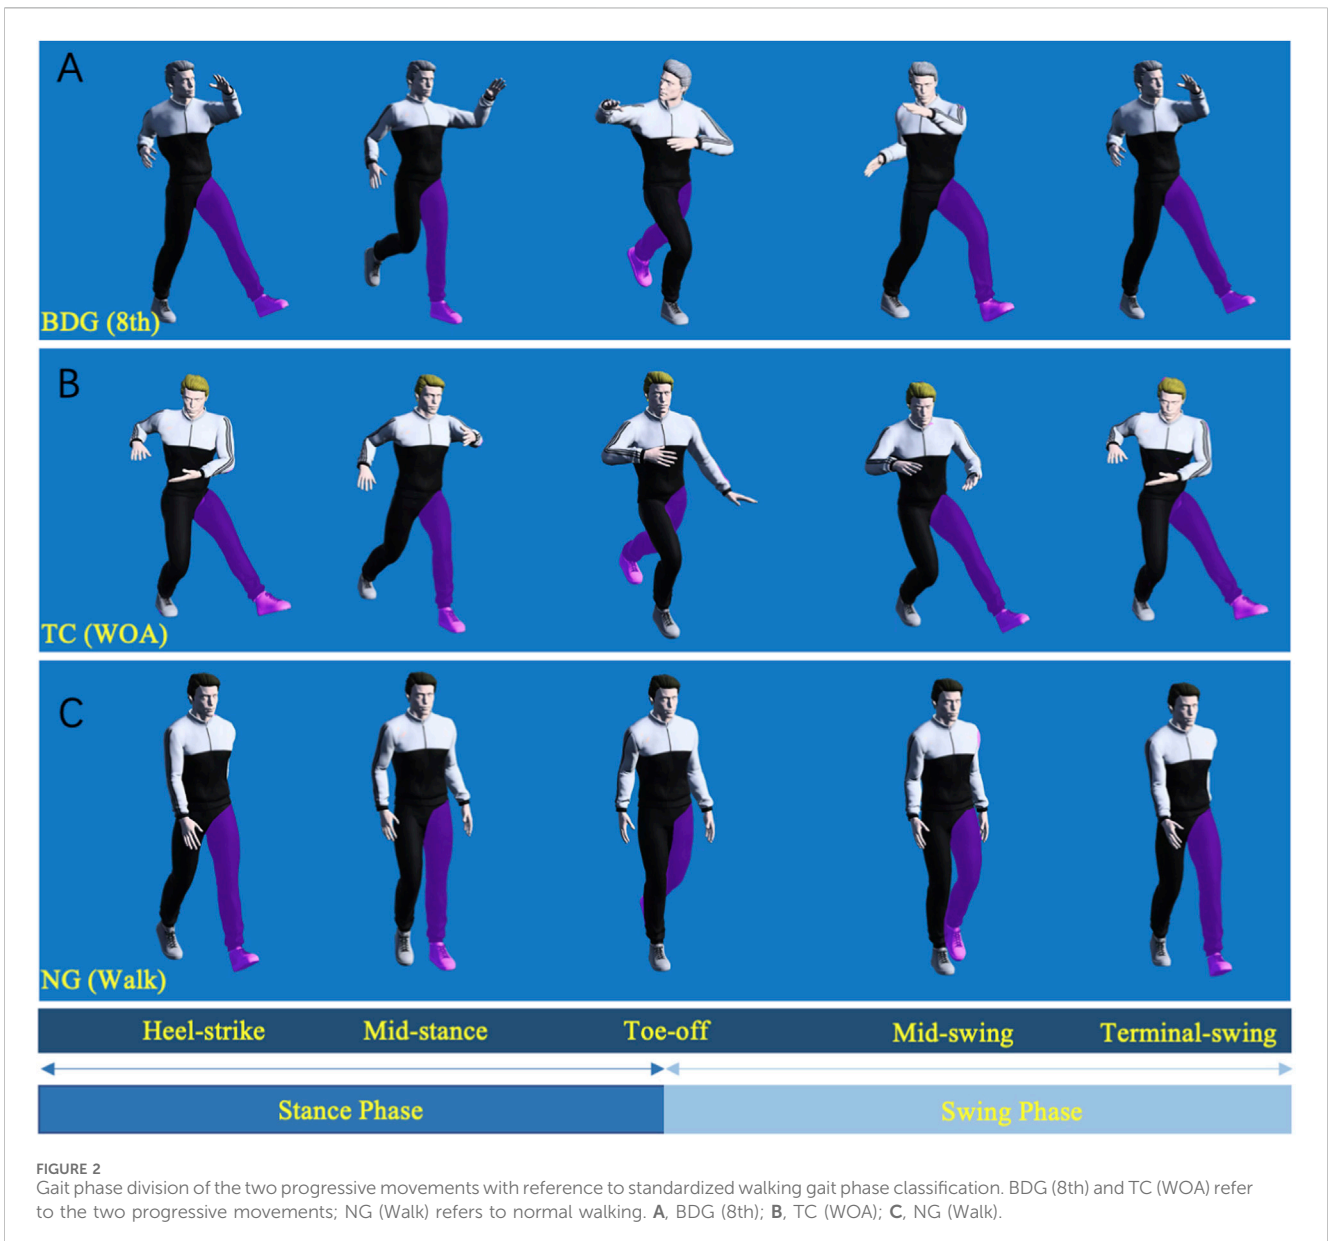 A
BDG (8th)
B
TC (WOA)
C
NG (Walk)
Heel-strike Mid-stance Toe-off Mid-swing Terminal-swing
Stance Phase Swing Phase
FIGURE 2
Gait phase division of the two progressive movements with reference to standardized walking gait phase classification. BDG (8th) and TC (WOA) refer
to the two progressive movements; NG (Walk) refers to normal walking. A, BDG (8th); B, TC (WOA); C, NG (Walk).